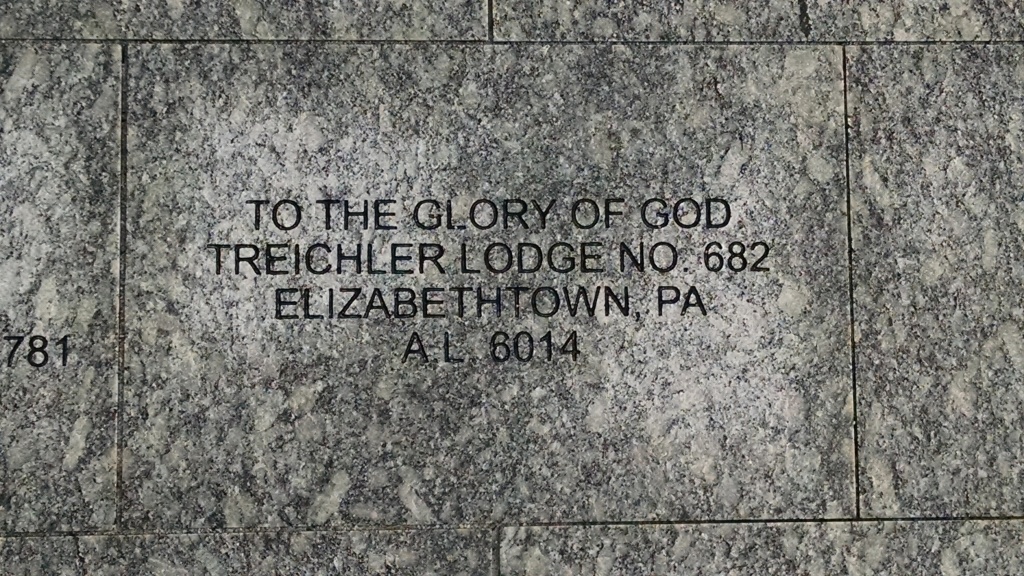 TO THE GLORY OF GOD
TREICHLER LODGE NO. 682
ELIZABETHTOWN, PA
A.L. 6014
781